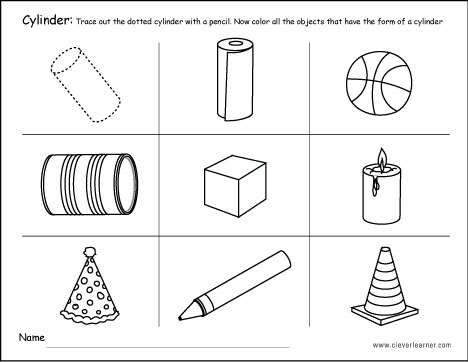 Cylinder: Trace out the dotted cylinder with a pencil. Now color all the objects that have the form of a cylinder
Name
www.cleverlearner.com